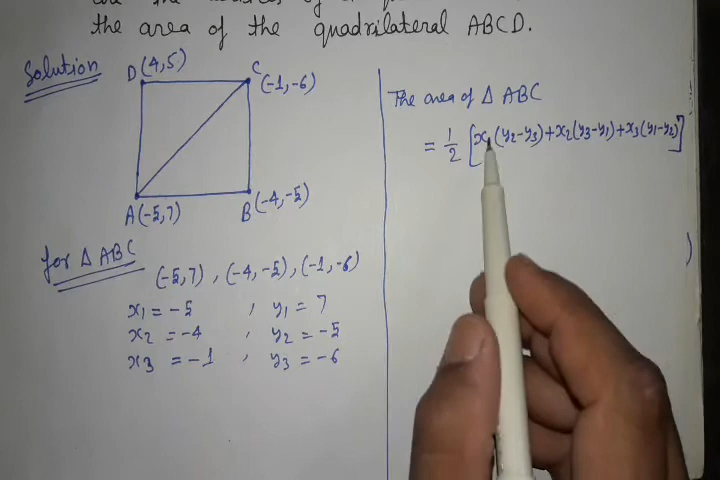 the area of the quadrilateral ABCD.
Solution
D(4,5)
C
(-1,-6)
A(-5,7)
B(-4,-5)
for △ ABC
(-5,7), (-4,-5), (-1,-6)
x1 = -5 , y1 = 7
x2 = -4 , y2 = -5
x3 = -1 , y3 = -6
The area of △ ABC
= 1/2 [x1(y2-y3)+x2(y3-y1)+x3(y1-y2)]
)